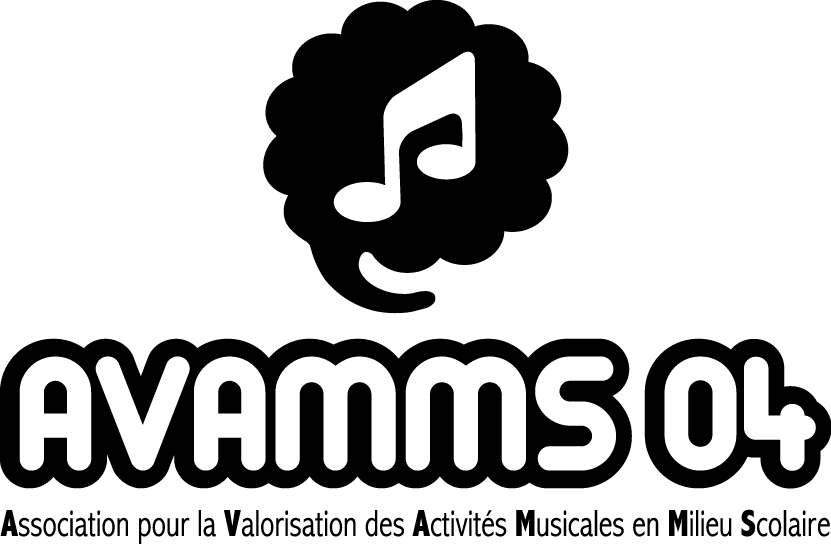 AVAMMS 04
Association pour la Valorisation des Activités Musicales en Milieu Scolaire